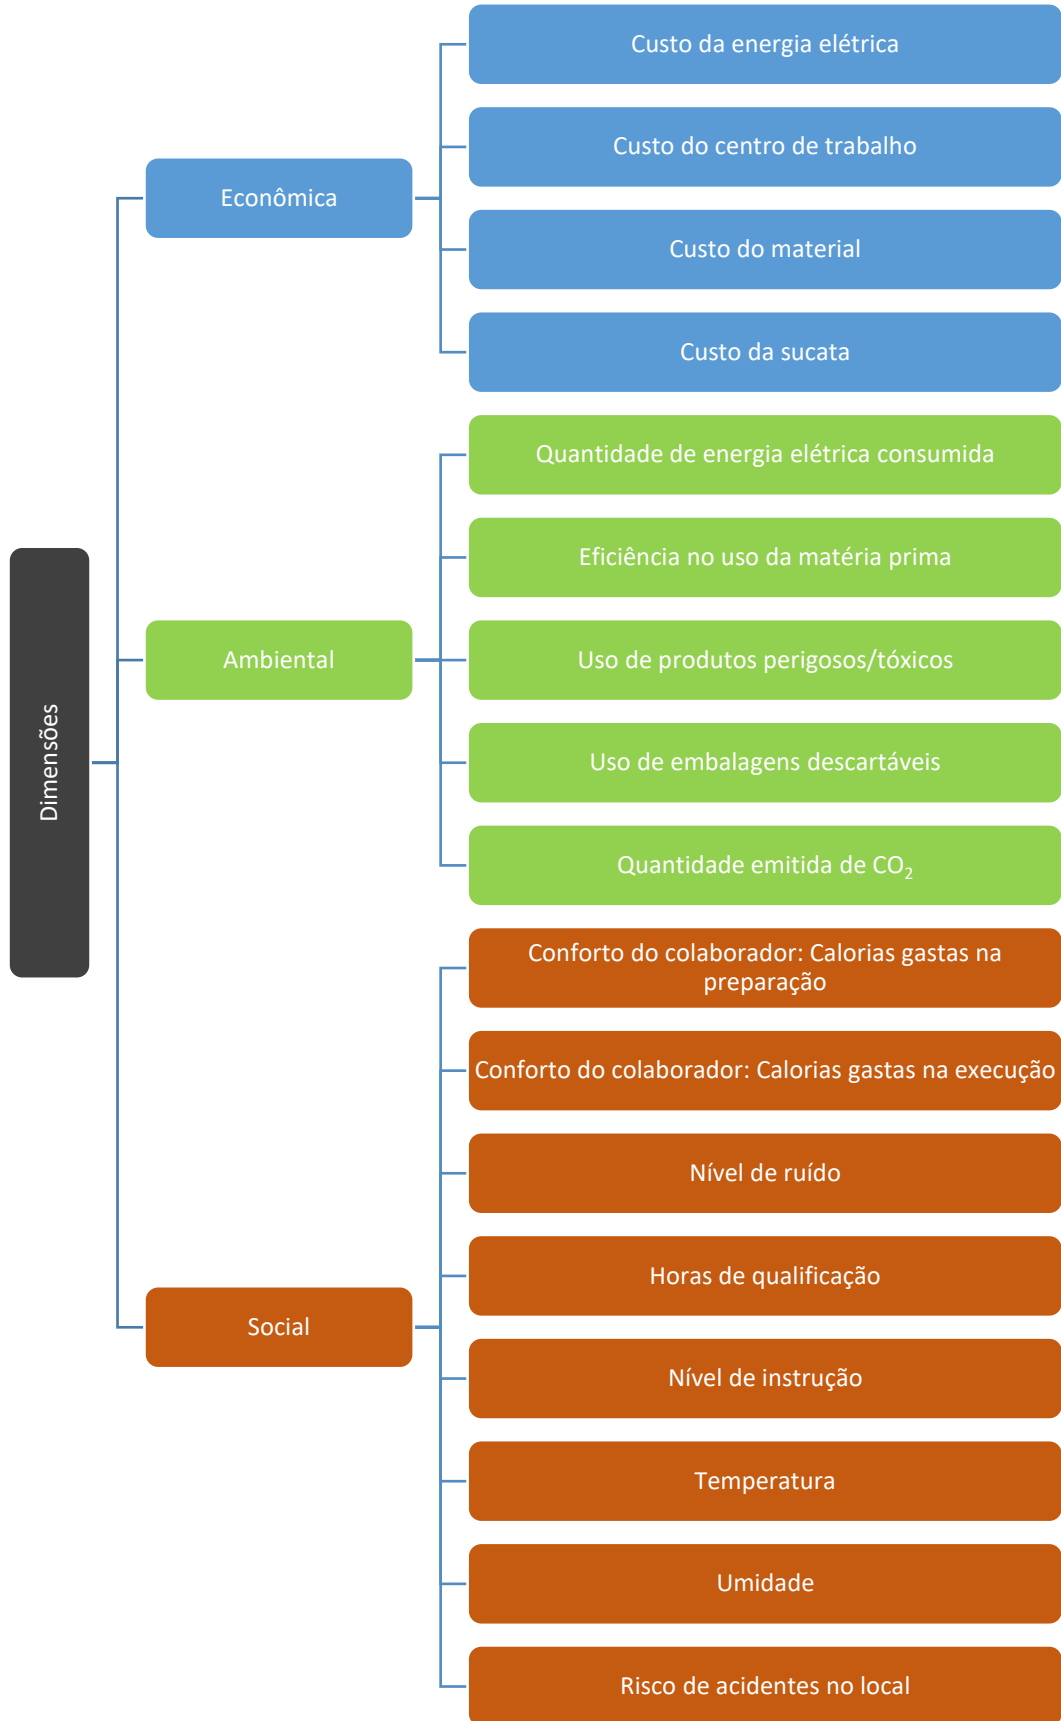 Dimensões
Econômica
Custo da energia elétrica
Custo do centro de trabalho
Custo do material
Custo da sucata
Ambiental
Quantidade de energia elétrica consumida
Eficiência no uso da matéria prima
Uso de produtos perigosos/tóxicos
Uso de embalagens descartáveis
Quantidade emitida de CO₂
Social
Conforto do colaborador: Calorias gastas na
preparação
Conforto do colaborador: Calorias gastas na execução
Nível de ruído
Horas de qualificação
Nível de instrução
Temperatura
Umidade
Risco de acidentes no local